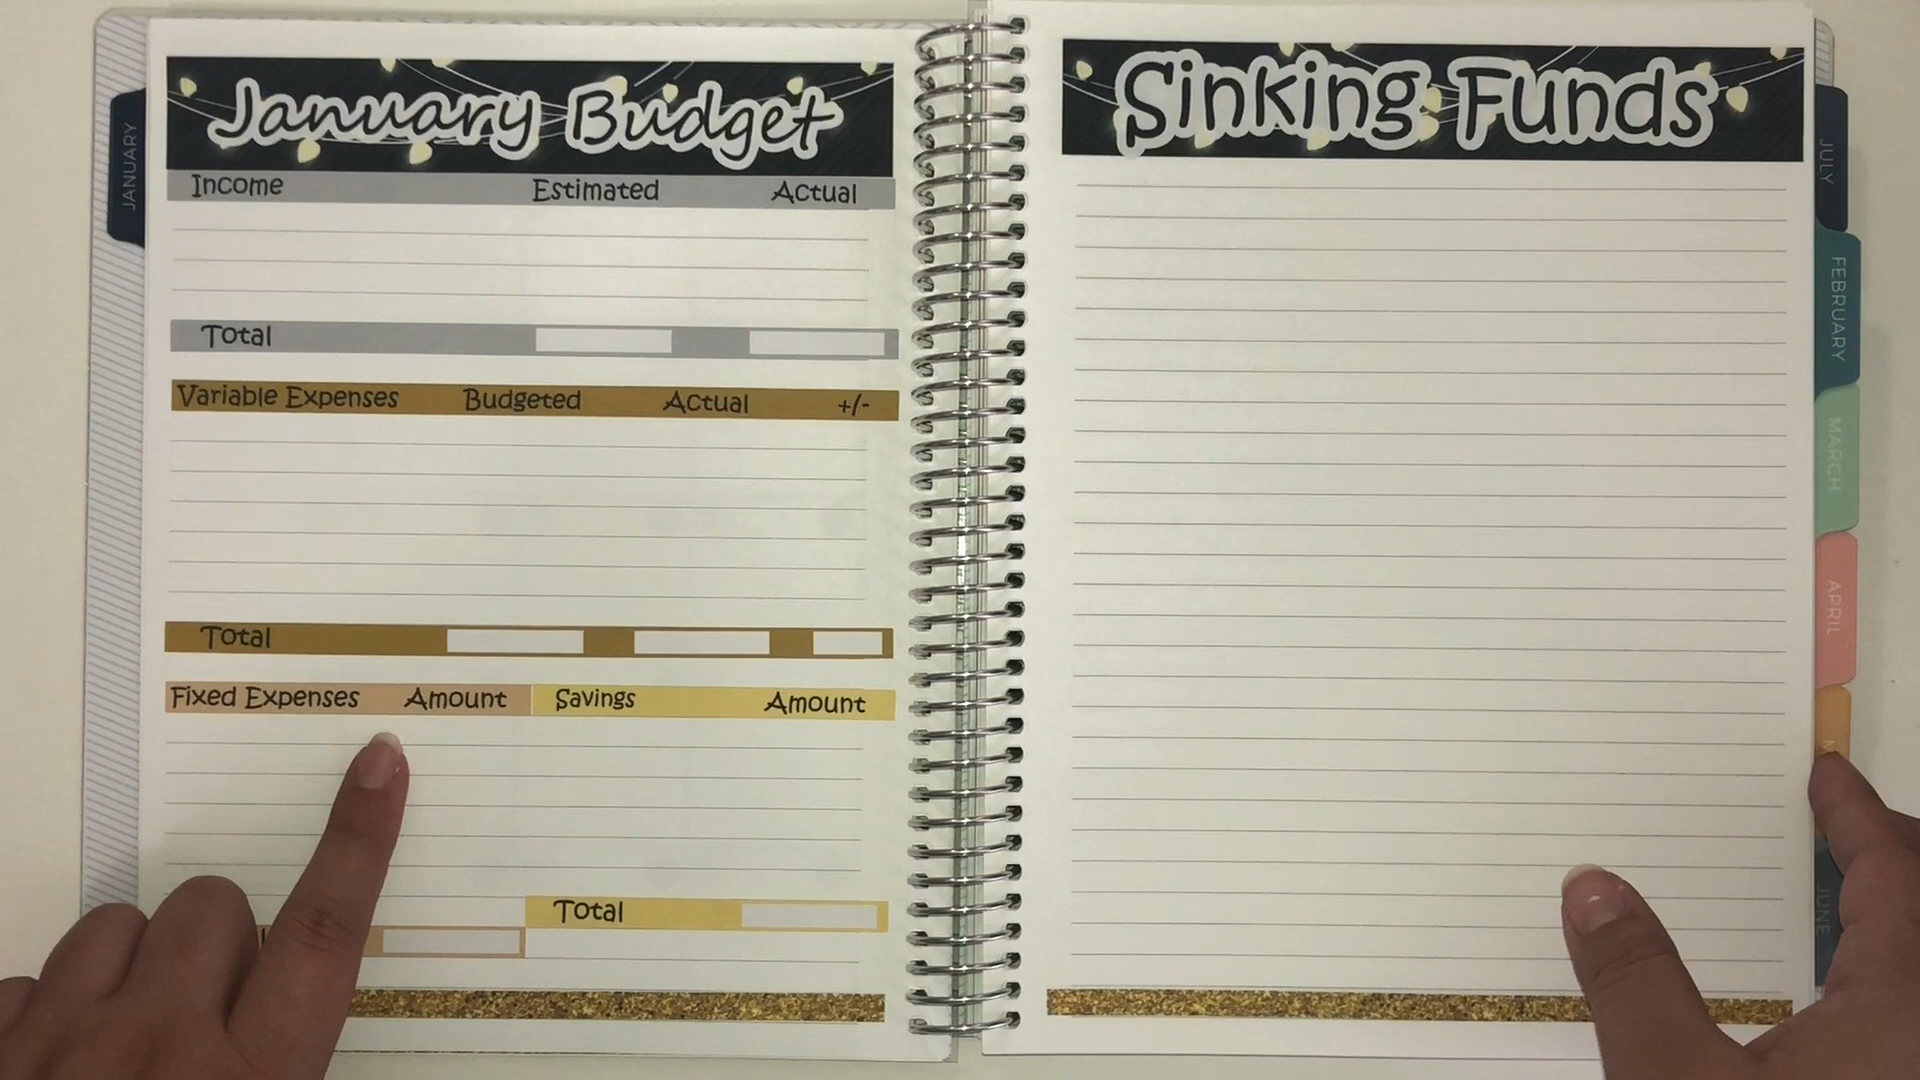 January Budget
Income Estimated Actual
Total
Variable Expenses Budgeted Actual +/-
Total
Fixed Expenses Amount Savings Amount
Total
Sinking Funds
JANUARY
JULY
FEBRUARY
MARCH
APRIL
JUNE